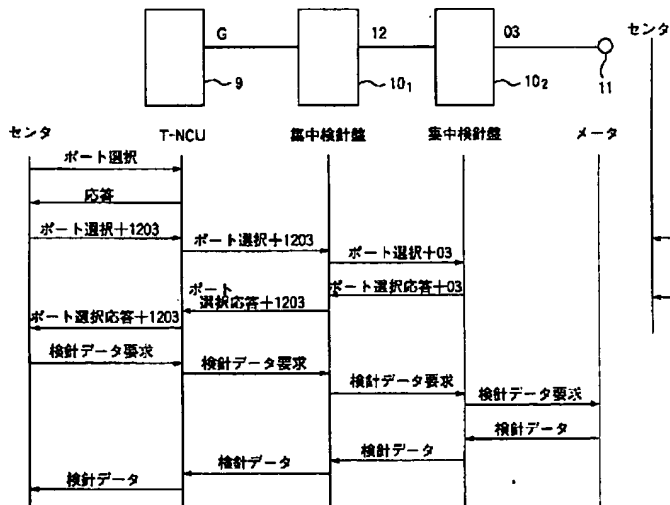 G
12
03
9
10₁
10₂
11
センタ
センタ
T-NCU
集中検針盤
集中検針盤
メータ
ポート選択
応答
ポート選択+1203
ポート選択+1203
ポート選択+03
ポート選択応答+03
ポート
選択応答+1203
ポート選択応答+1203
検針データ要求
検針データ要求
検針データ要求
検針データ要求
検針データ
検針データ
検針データ
検針データ